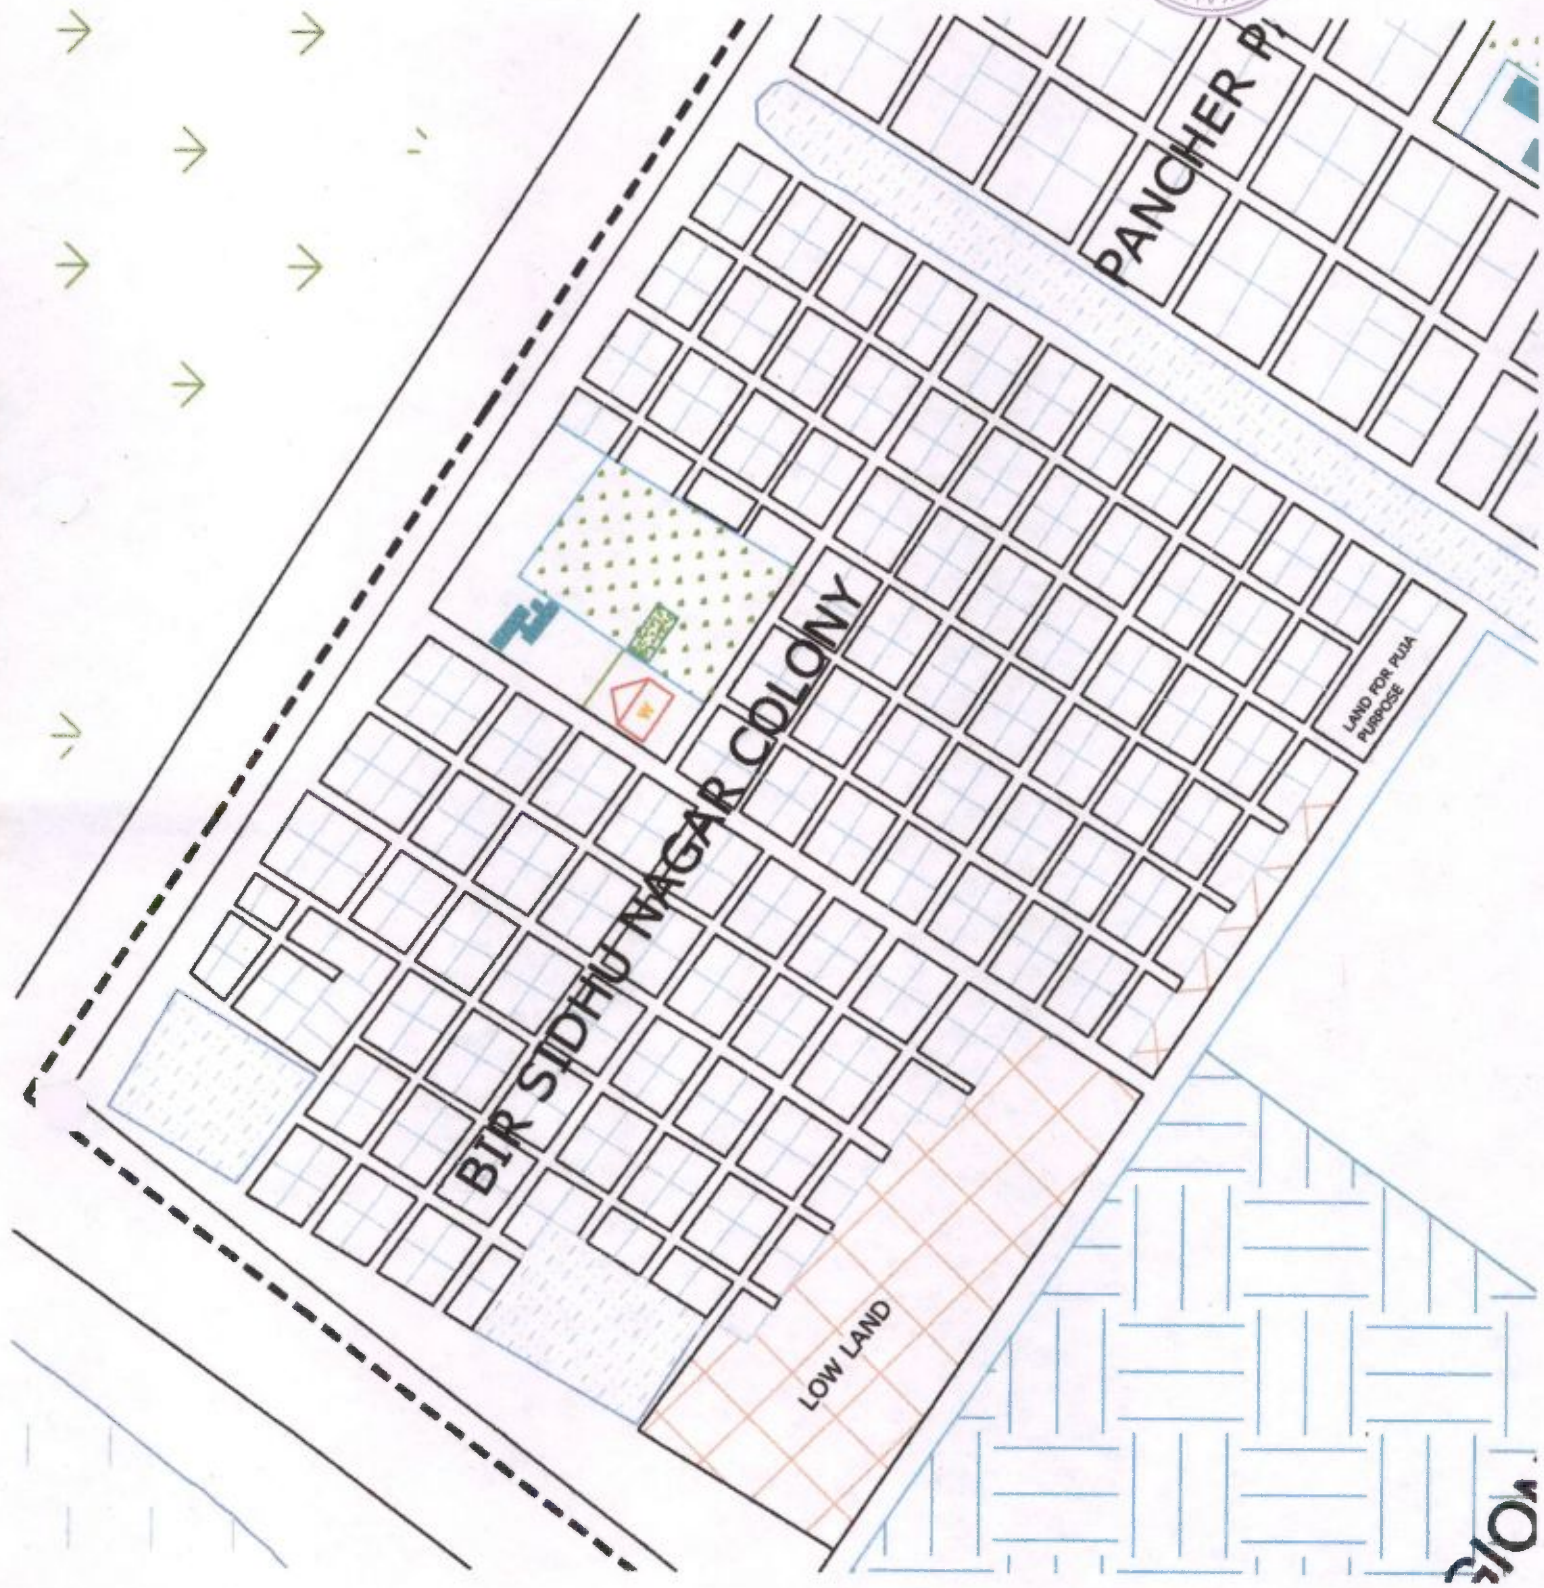 PANCHER
BIR SIDHU NAGAR COLONY
W
LAND FOR PUJA
PURPOSE
LOW LAND